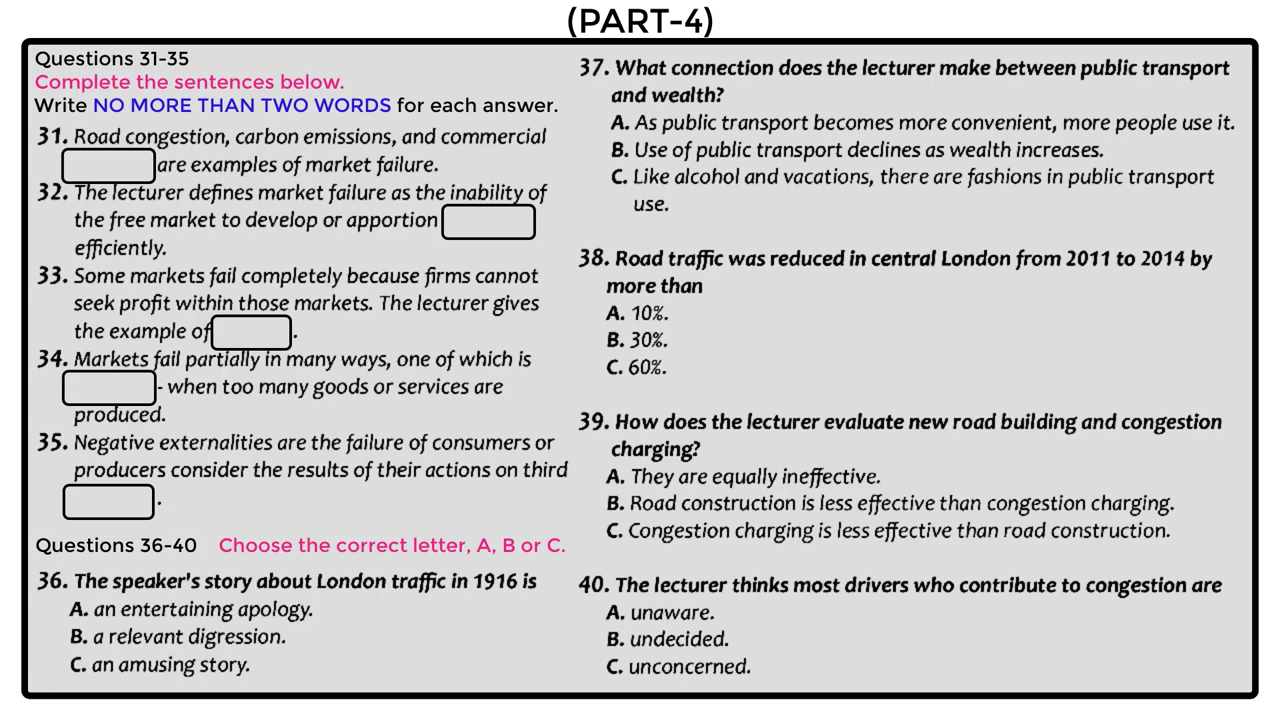 (PART-4)
Questions 31-35
Complete the sentences below.
Write NO MORE THAN TWO WORDS for each answer.
31. Road congestion, carbon emissions, and commercial
are examples of market failure.
32. The lecturer defines market failure as the inability of
the free market to develop or apportion
efficiently.
33. Some markets fail completely because firms cannot
seek profit within those markets. The lecturer gives
the example of .
34. Markets fail partially in many ways, one of which is
- when too many goods or services are
produced.
35. Negative externalities are the failure of consumers or
producers consider the results of their actions on third
.
Questions 36-40 Choose the correct letter, A, B or C.
36. The speaker's story about London traffic in 1916 is
A. an entertaining apology.
B. a relevant digression.
C. an amusing story.
37. What connection does the lecturer make between public transport
and wealth?
A. As public transport becomes more convenient, more people use it.
B. Use of public transport declines as wealth increases.
C. Like alcohol and vacations, there are fashions in public transport
use.
38. Road traffic was reduced in central London from 2011 to 2014 by
more than
A. 10%.
B. 30%.
C. 60%.
39. How does the lecturer evaluate new road building and congestion
charging?
A. They are equally ineffective.
B. Road construction is less effective than congestion charging.
C. Congestion charging is less effective than road construction.
40. The lecturer thinks most drivers who contribute to congestion are
A. unaware.
B. undecided.
C. unconcerned.